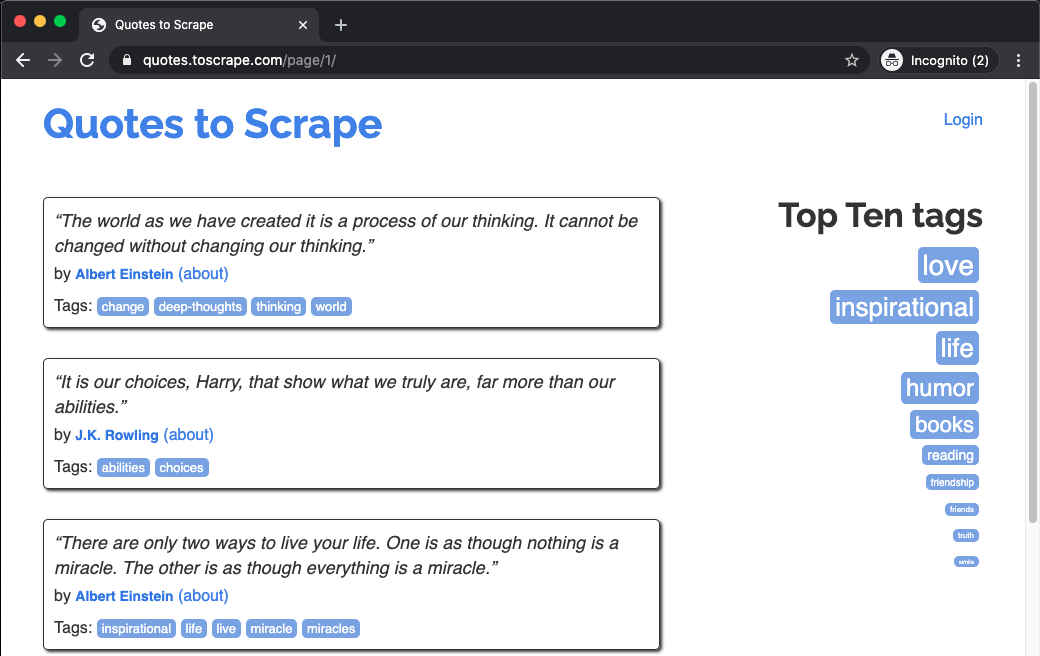 Quotes to Scrape
quotes.toscrape.com/page/1/
Incognito (2)
Quotes to Scrape
Login
“The world as we have created it is a process of our thinking. It cannot be
changed without changing our thinking.”
by Albert Einstein (about)
Tags: change deep-thoughts thinking world
“It is our choices, Harry, that show what we truly are, far more than our
abilities.”
by J.K. Rowling (about)
Tags: abilities choices
“There are only two ways to live your life. One is as though nothing is a
miracle. The other is as though everything is a miracle.”
by Albert Einstein (about)
Tags: inspirational life live miracle miracles
Top Ten tags
love
inspirational
life
humor
books
reading
friendship
friends
truth
simile